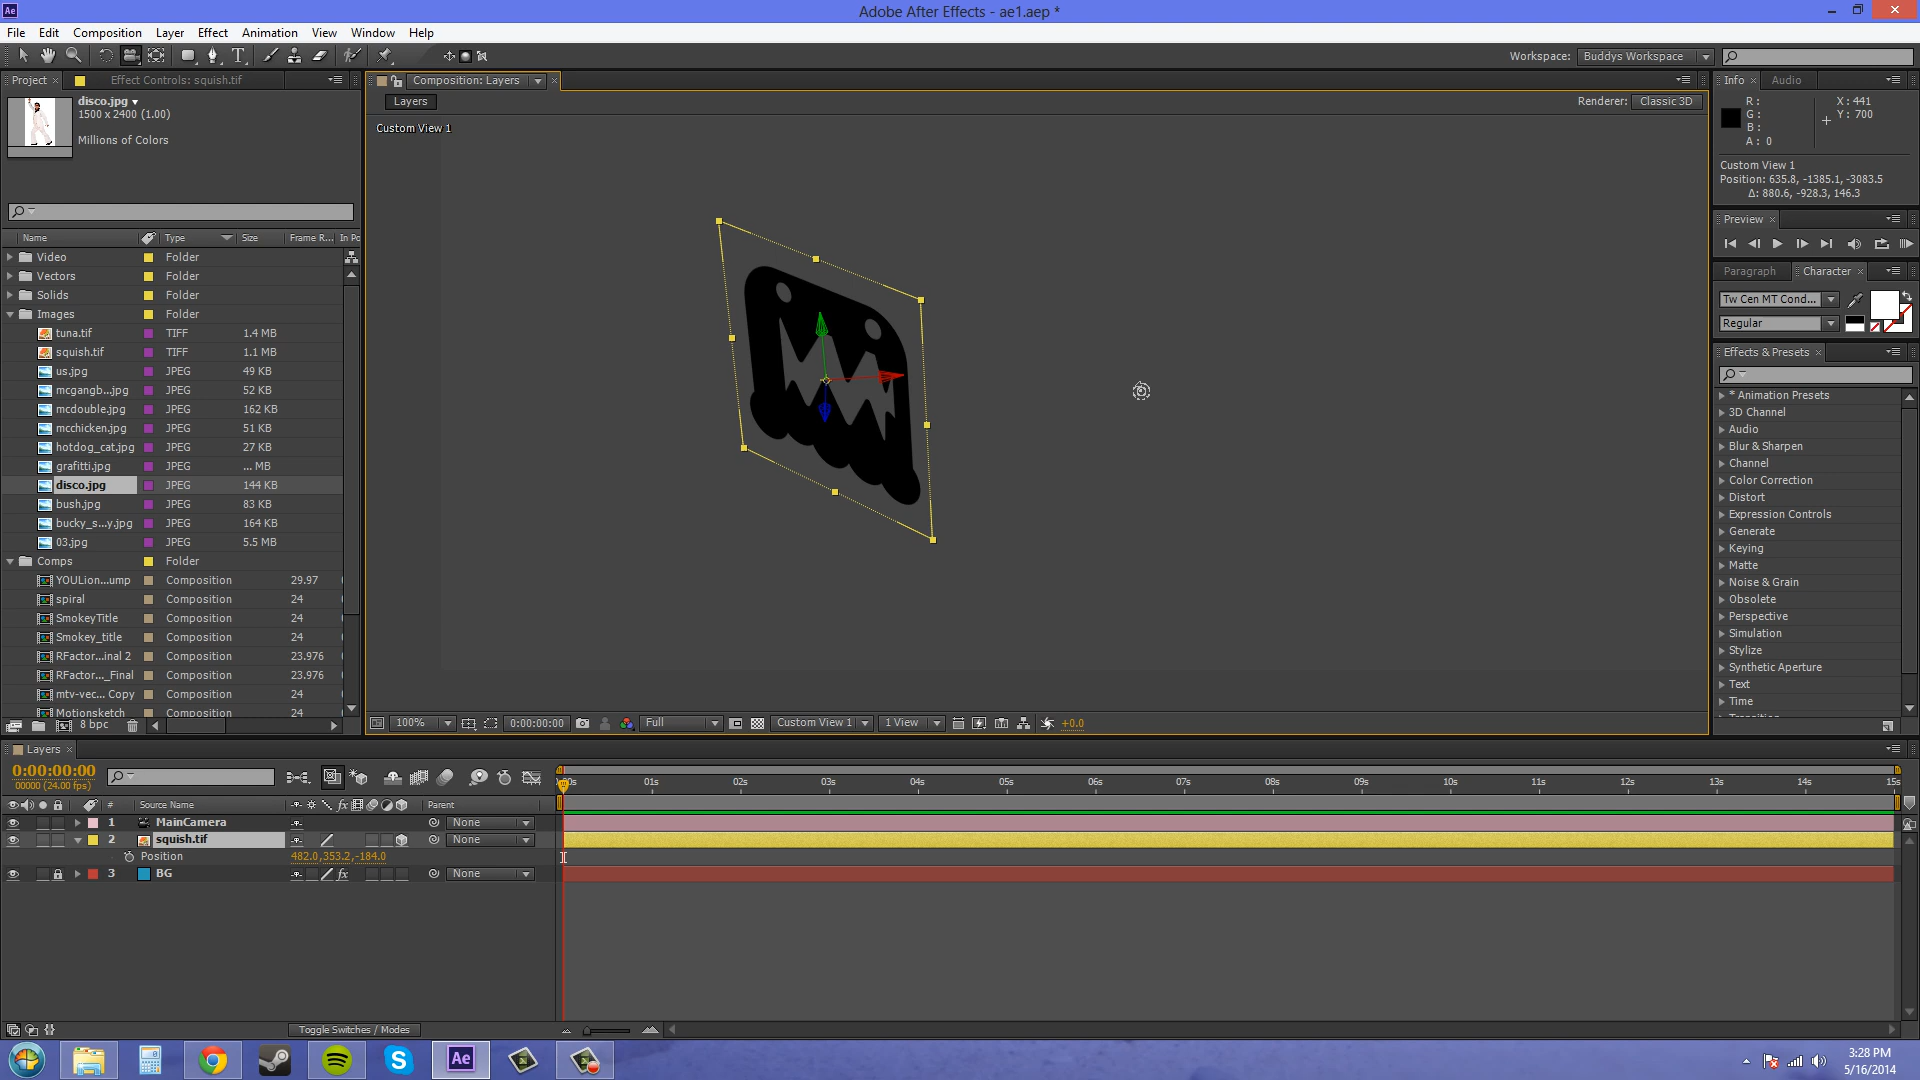 Adobe After Effects - ae1.aep *
File Edit Composition Layer Effect Animation View Window Help
Workspace: Buddys Workspace
Project Effect Controls: squish.tif
disco.jpg
1500 x 2400 (1.00)
Millions of Colors
Name Type Size Frame R... In Po
Video Folder
Vectors Folder
Solids Folder
Images Folder
tuna.tif TIFF 1.4 MB
squish.tif TIFF 1.1 MB
us.jpg JPEG 49 KB
mcgangb...jpg JPEG 52 KB
mcdouble.jpg JPEG 162 KB
mcchicken.jpg JPEG 51 KB
hotdog_cat.jpg JPEG 27 KB
grafitti.jpg JPEG ... MB
disco.jpg JPEG 144 KB
bush.jpg JPEG 83 KB
bucky_s...y.jpg JPEG 164 KB
03.jpg JPEG 5.5 MB
Comps Folder
YOULion...ump Composition 29.97
spiral Composition 24
SmokeyTitle Composition 24
Smokey_title Composition 24
RFactor...inal 2 Composition 23.976
RFactor..._Final Composition 23.976
mtv-vec... Copy Composition 24
Motionsketch Composition 24
8 bpc
Composition: Layers
Layers
Renderer: Classic 3D
Custom View 1
100% 0:00:00:00 Full Custom View 1 1 View +0.0
Info Audio
R :
G :
B :
A : 0
X : 441
Y : 700
Custom View 1
Position: 635.8, -1385.1, -3083.5
Δ: 880.6, -928.3, 146.3
Preview
Paragraph Character
Tw Cen MT Cond...
Regular
Effects & Presets
* Animation Presets
3D Channel
Audio
Blur & Sharpen
Channel
Color Correction
Distort
Expression Controls
Generate
Keying
Matte
Noise & Grain
Obsolete
Perspective
Simulation
Stylize
Synthetic Aperture
Text
Time
Transition
Layers
0:00:00:00
00000 (24.00 fps)
01s 02s 03s 04s 05s 06s 07s 08s 09s 10s 11s 12s 13s 14s 15s
# Source Name fx Parent
1 MainCamera None
2 squish.tif None
Position 482.0,353.2,-184.0
3 BG fx None
Toggle Switches / Modes
Ae
3:28 PM
5/16/2014